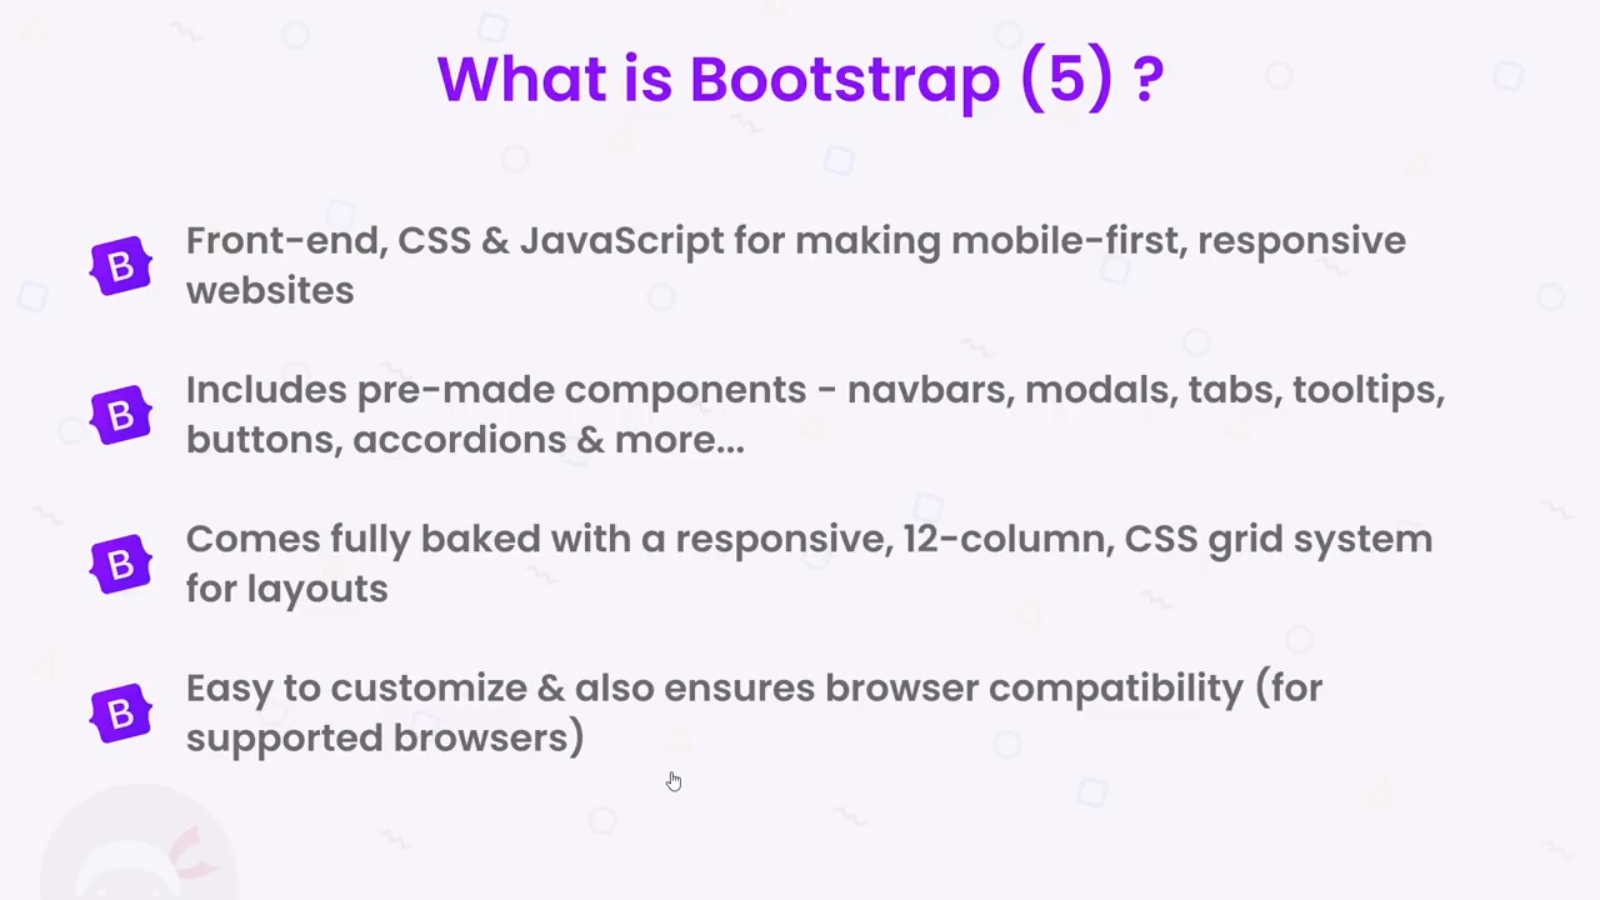 What is Bootstrap (5) ?
B
Front-end, CSS & JavaScript for making mobile-first, responsive
websites
B
Includes pre-made components - navbars, modals, tabs, tooltips,
buttons, accordions & more...
B
Comes fully baked with a responsive, 12-column, CSS grid system
for layouts
B
Easy to customize & also ensures browser compatibility (for
supported browsers)